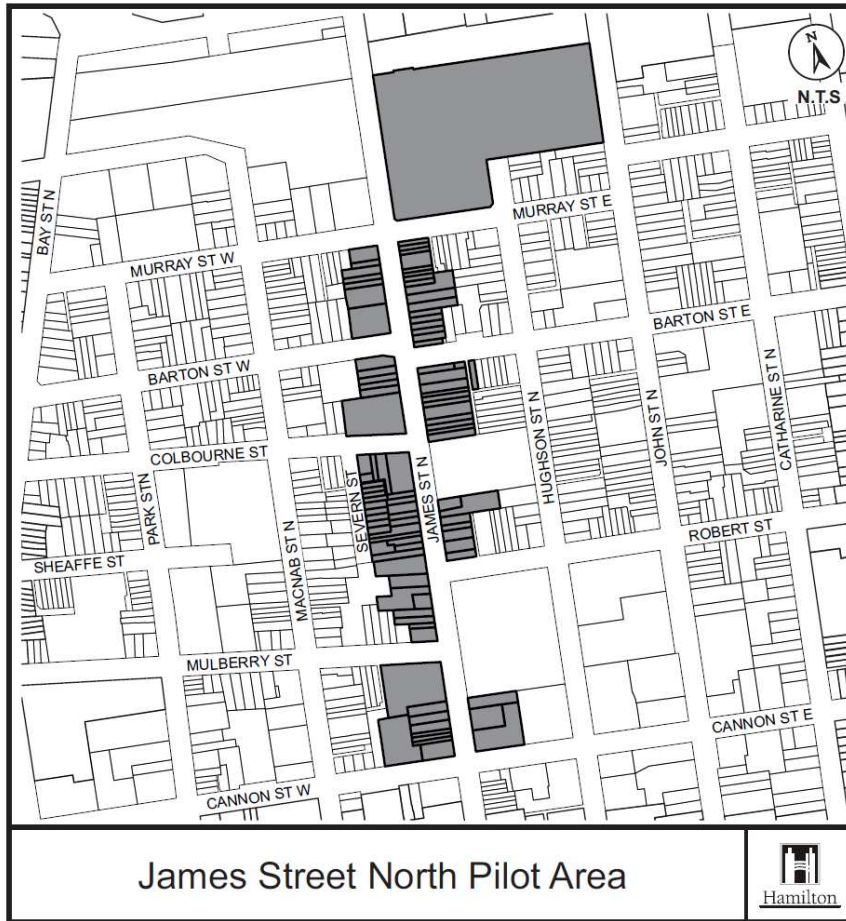 N
N.T.S
BAY ST N
MURRAY ST E
MURRAY ST W
BARTON ST E
BARTON ST W
CATHARINE ST N
COLBOURNE ST
JOHN ST N
HUGHSON ST N
JAMES ST N
SEVERN ST
PARK STN
MACNAB ST N
ROBERT ST
SHEAFFE ST
MULBERRY ST
CANNON ST E
CANNON ST W
James Street North Pilot Area
Hamilton